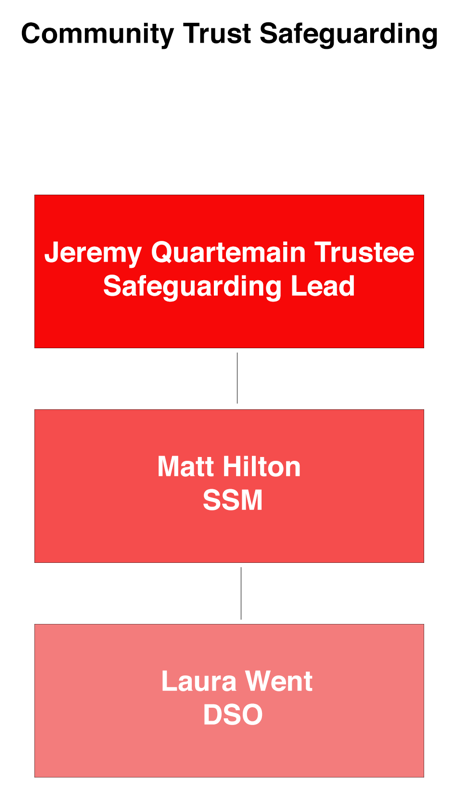 Community Trust Safeguarding
Jeremy Quartemain Trustee
Safeguarding Lead
Matt Hilton
SSM
Laura Went
DSO